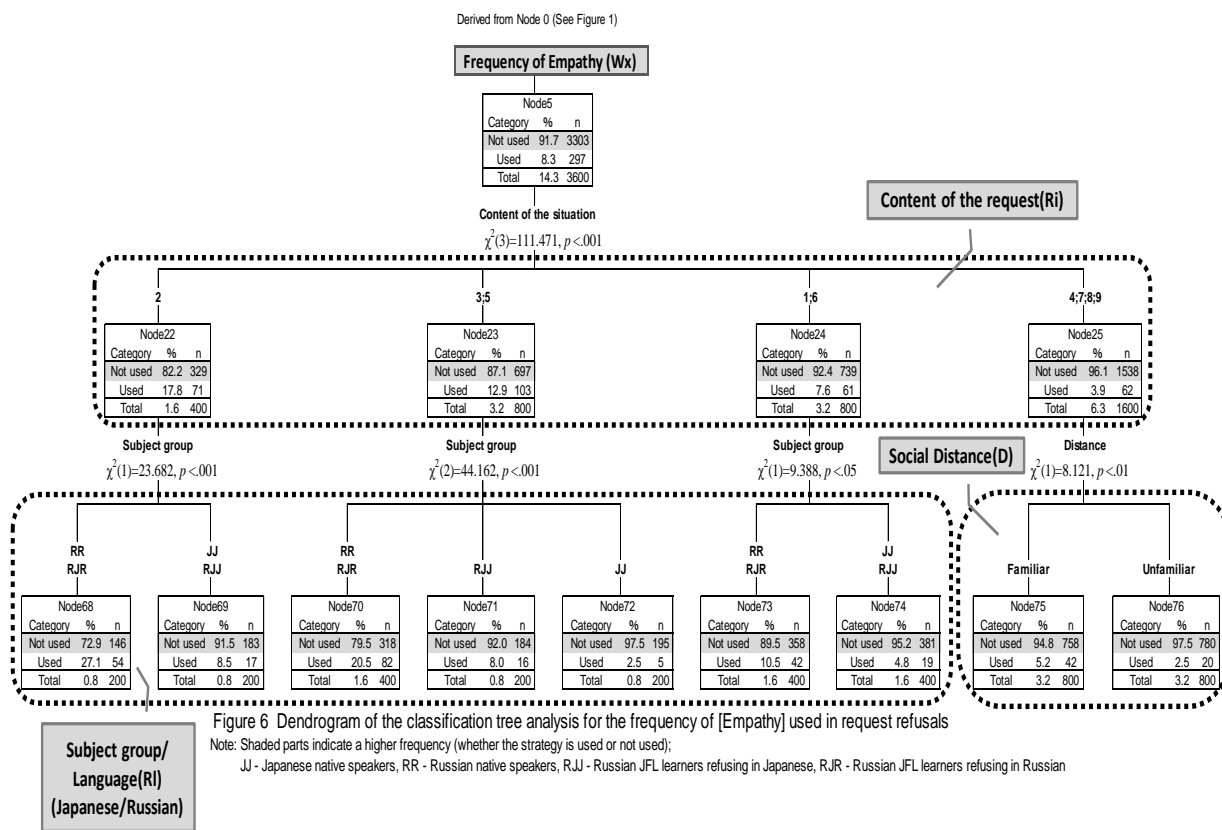 Derived from Node 0 (See Figure 1)
Frequency of Empathy (Wx)
Node5
Category % n
Not used 91.7 3303
Used 8.3 297
Total 14.3 3600
Content of the request(Ri)
Content of the situation
χ²(3)=111.471, p<.001
2 3;5 1;6 4;7;8;9
Node22 Node23 Node24 Node25
Category % n Category % n Category % n Category % n
Not used 82.2 329 Not used 87.1 697 Not used 92.4 739 Not used 96.1 1538
Used 17.8 71 Used 12.9 103 Used 7.6 61 Used 3.9 62
Total 1.6 400 Total 3.2 800 Total 3.2 800 Total 6.3 1600
Subject group Subject group Subject group Distance
Social Distance(D)
χ²(1)=23.682, p<.001 χ²(2)=44.162, p<.001 χ²(1)=9.388, p<.05 χ²(1)=8.121, p<.01
RR JJ RR RR JJ
RJR RJJ RJR RJJ JJ RJR RJJ Familiar Unfamiliar
Node68 Node69 Node70 Node71 Node72 Node73 Node74 Node75 Node76
Category % n Category % n Category % n Category % n Category % n Category % n Category % n Category % n Category % n
Not used 72.9 146 Not used 91.5 183 Not used 79.5 318 Not used 92.0 184 Not used 97.5 195 Not used 89.5 358 Not used 95.2 381 Not used 94.8 758 Not used 97.5 780
Used 27.1 54 Used 8.5 17 Used 20.5 82 Used 8.0 16 Used 2.5 5 Used 10.5 42 Used 4.8 19 Used 5.2 42 Used 2.5 20
Total 0.8 200 Total 0.8 200 Total 1.6 400 Total 0.8 200 Total 0.8 200 Total 1.6 400 Total 1.6 400 Total 3.2 800 Total 3.2 800
Figure 6 Dendrogram of the classification tree analysis for the frequency of [Empathy] used in request refusals
Note: Shaded parts indicate a higher frequency (whether the strategy is used or not used);
JJ - Japanese native speakers, RR - Russian native speakers, RJJ - Russian JFL learners refusing in Japanese, RJR - Russian JFL learners refusing in Russian
Subject group/
Language(Rl)
(Japanese/Russian)